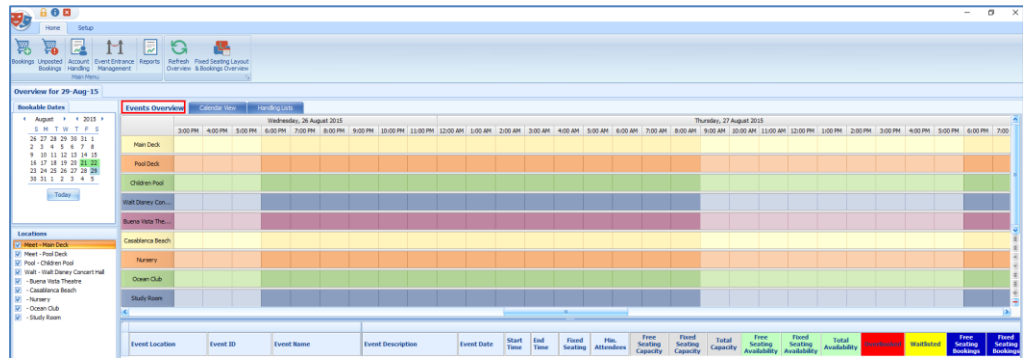 Home Setup
Bookings Unposted Bookings Account Handling Event Entrance Management Reports Refresh Overview Fixed Seating Layout & Bookings Overview
Main Menu
Overview for 29-Aug-15
Bookable Dates
August 2015
S M T W T F S
26 27 28 29 30 31 1
2 3 4 5 6 7 8
9 10 11 12 13 14 15
16 17 18 19 20 21 22
23 24 25 26 27 28 29
30 31 1 2 3 4 5
Today
Locations
Meet - Main Deck
Meet - Pool Deck
Pool - Children Pool
Walt - Walt Disney Concert Hall
- Buena Vista Theatre
- Casablanca Beach
- Nursery
- Ocean Club
- Study Room
Events Overview Calendar View Handling Lists
Wednesday, 26 August 2015 Thursday, 27 August 2015
3:00 PM 4:00 PM 5:00 PM 6:00 PM 7:00 PM 8:00 PM 9:00 PM 10:00 PM 11:00 PM 12:00 AM 1:00 AM 2:00 AM 3:00 AM 4:00 AM 5:00 AM 6:00 AM 7:00 AM 8:00 AM 9:00 AM 10:00 AM 11:00 AM 12:00 PM 1:00 PM 2:00 PM 3:00 PM 4:00 PM 5:00 PM 6:00 PM 7:00
Main Deck
Pool Deck
Children Pool
Walt Disney Con...
Buena Vista The...
Casablanca Beach
Nursery
Ocean Club
Study Room
Event Location Event ID Event Name Event Description Event Date Start Time End Time Fixed Seating Min. Attendees Free Seating Capacity Fixed Seating Capacity Total Capacity Free Seating Availability Fixed Seating Availability Total Availability Overbooked Waitlisted Free Seating Bookings Fixed Seating Bookings